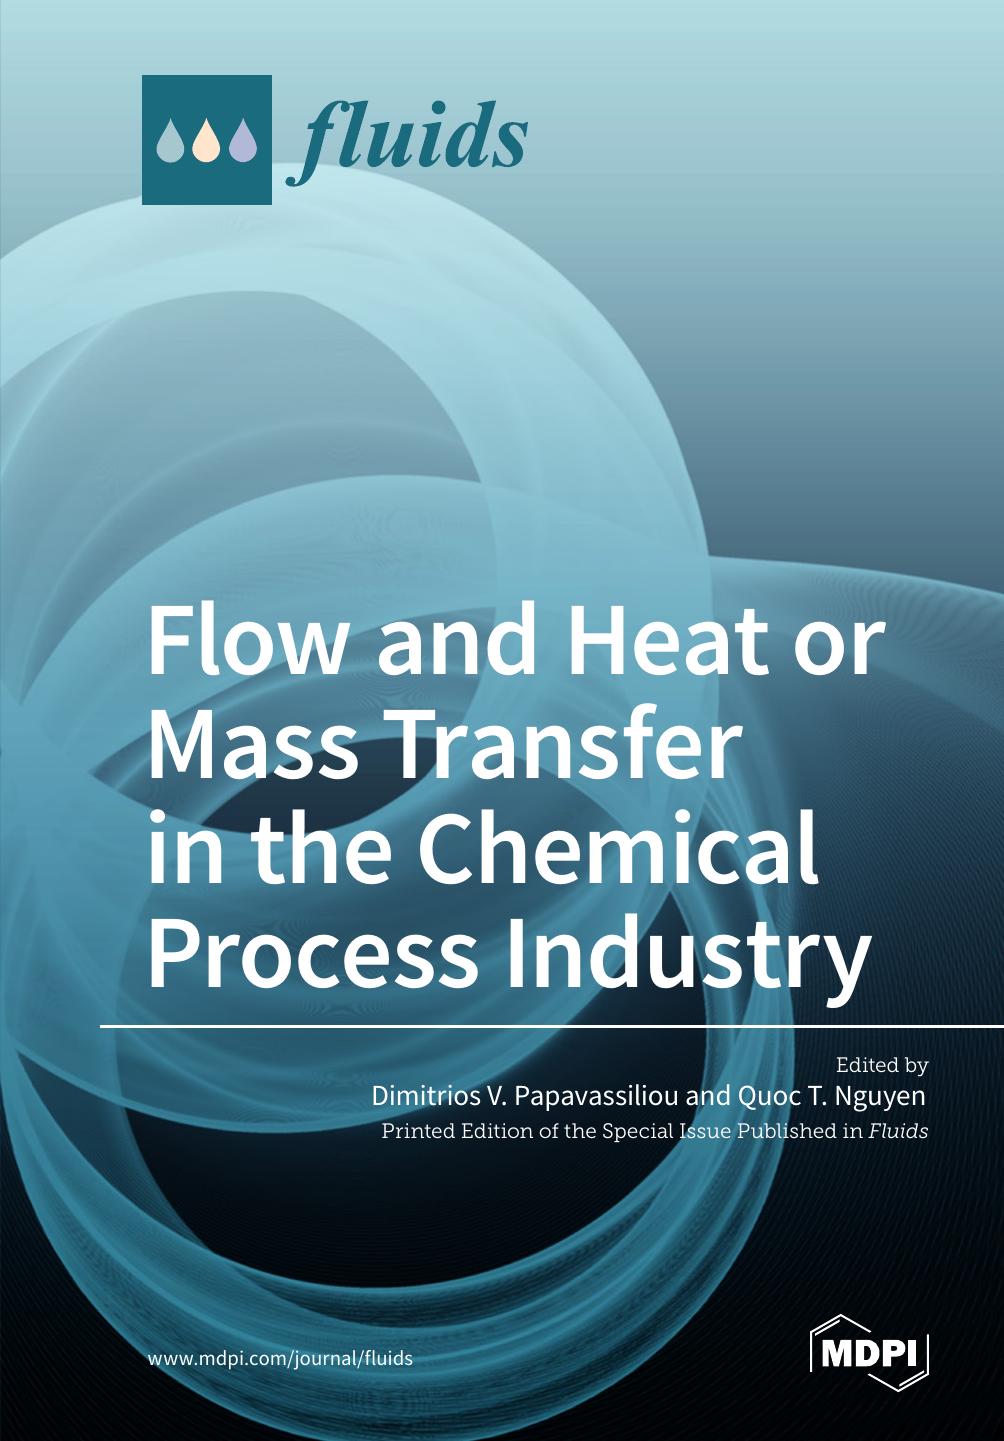 fluids
Flow and Heat or
Mass Transfer
in the Chemical
Process Industry
Edited by
Dimitrios V. Papavassiliou and Quoc T. Nguyen
Printed Edition of the Special Issue Published in Fluids
www.mdpi.com/journal/fluids
MDPI